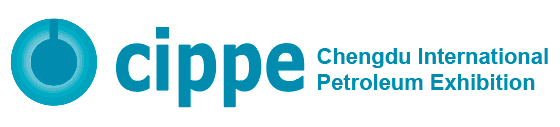 cippe
Chengdu International
Petroleum Exhibition